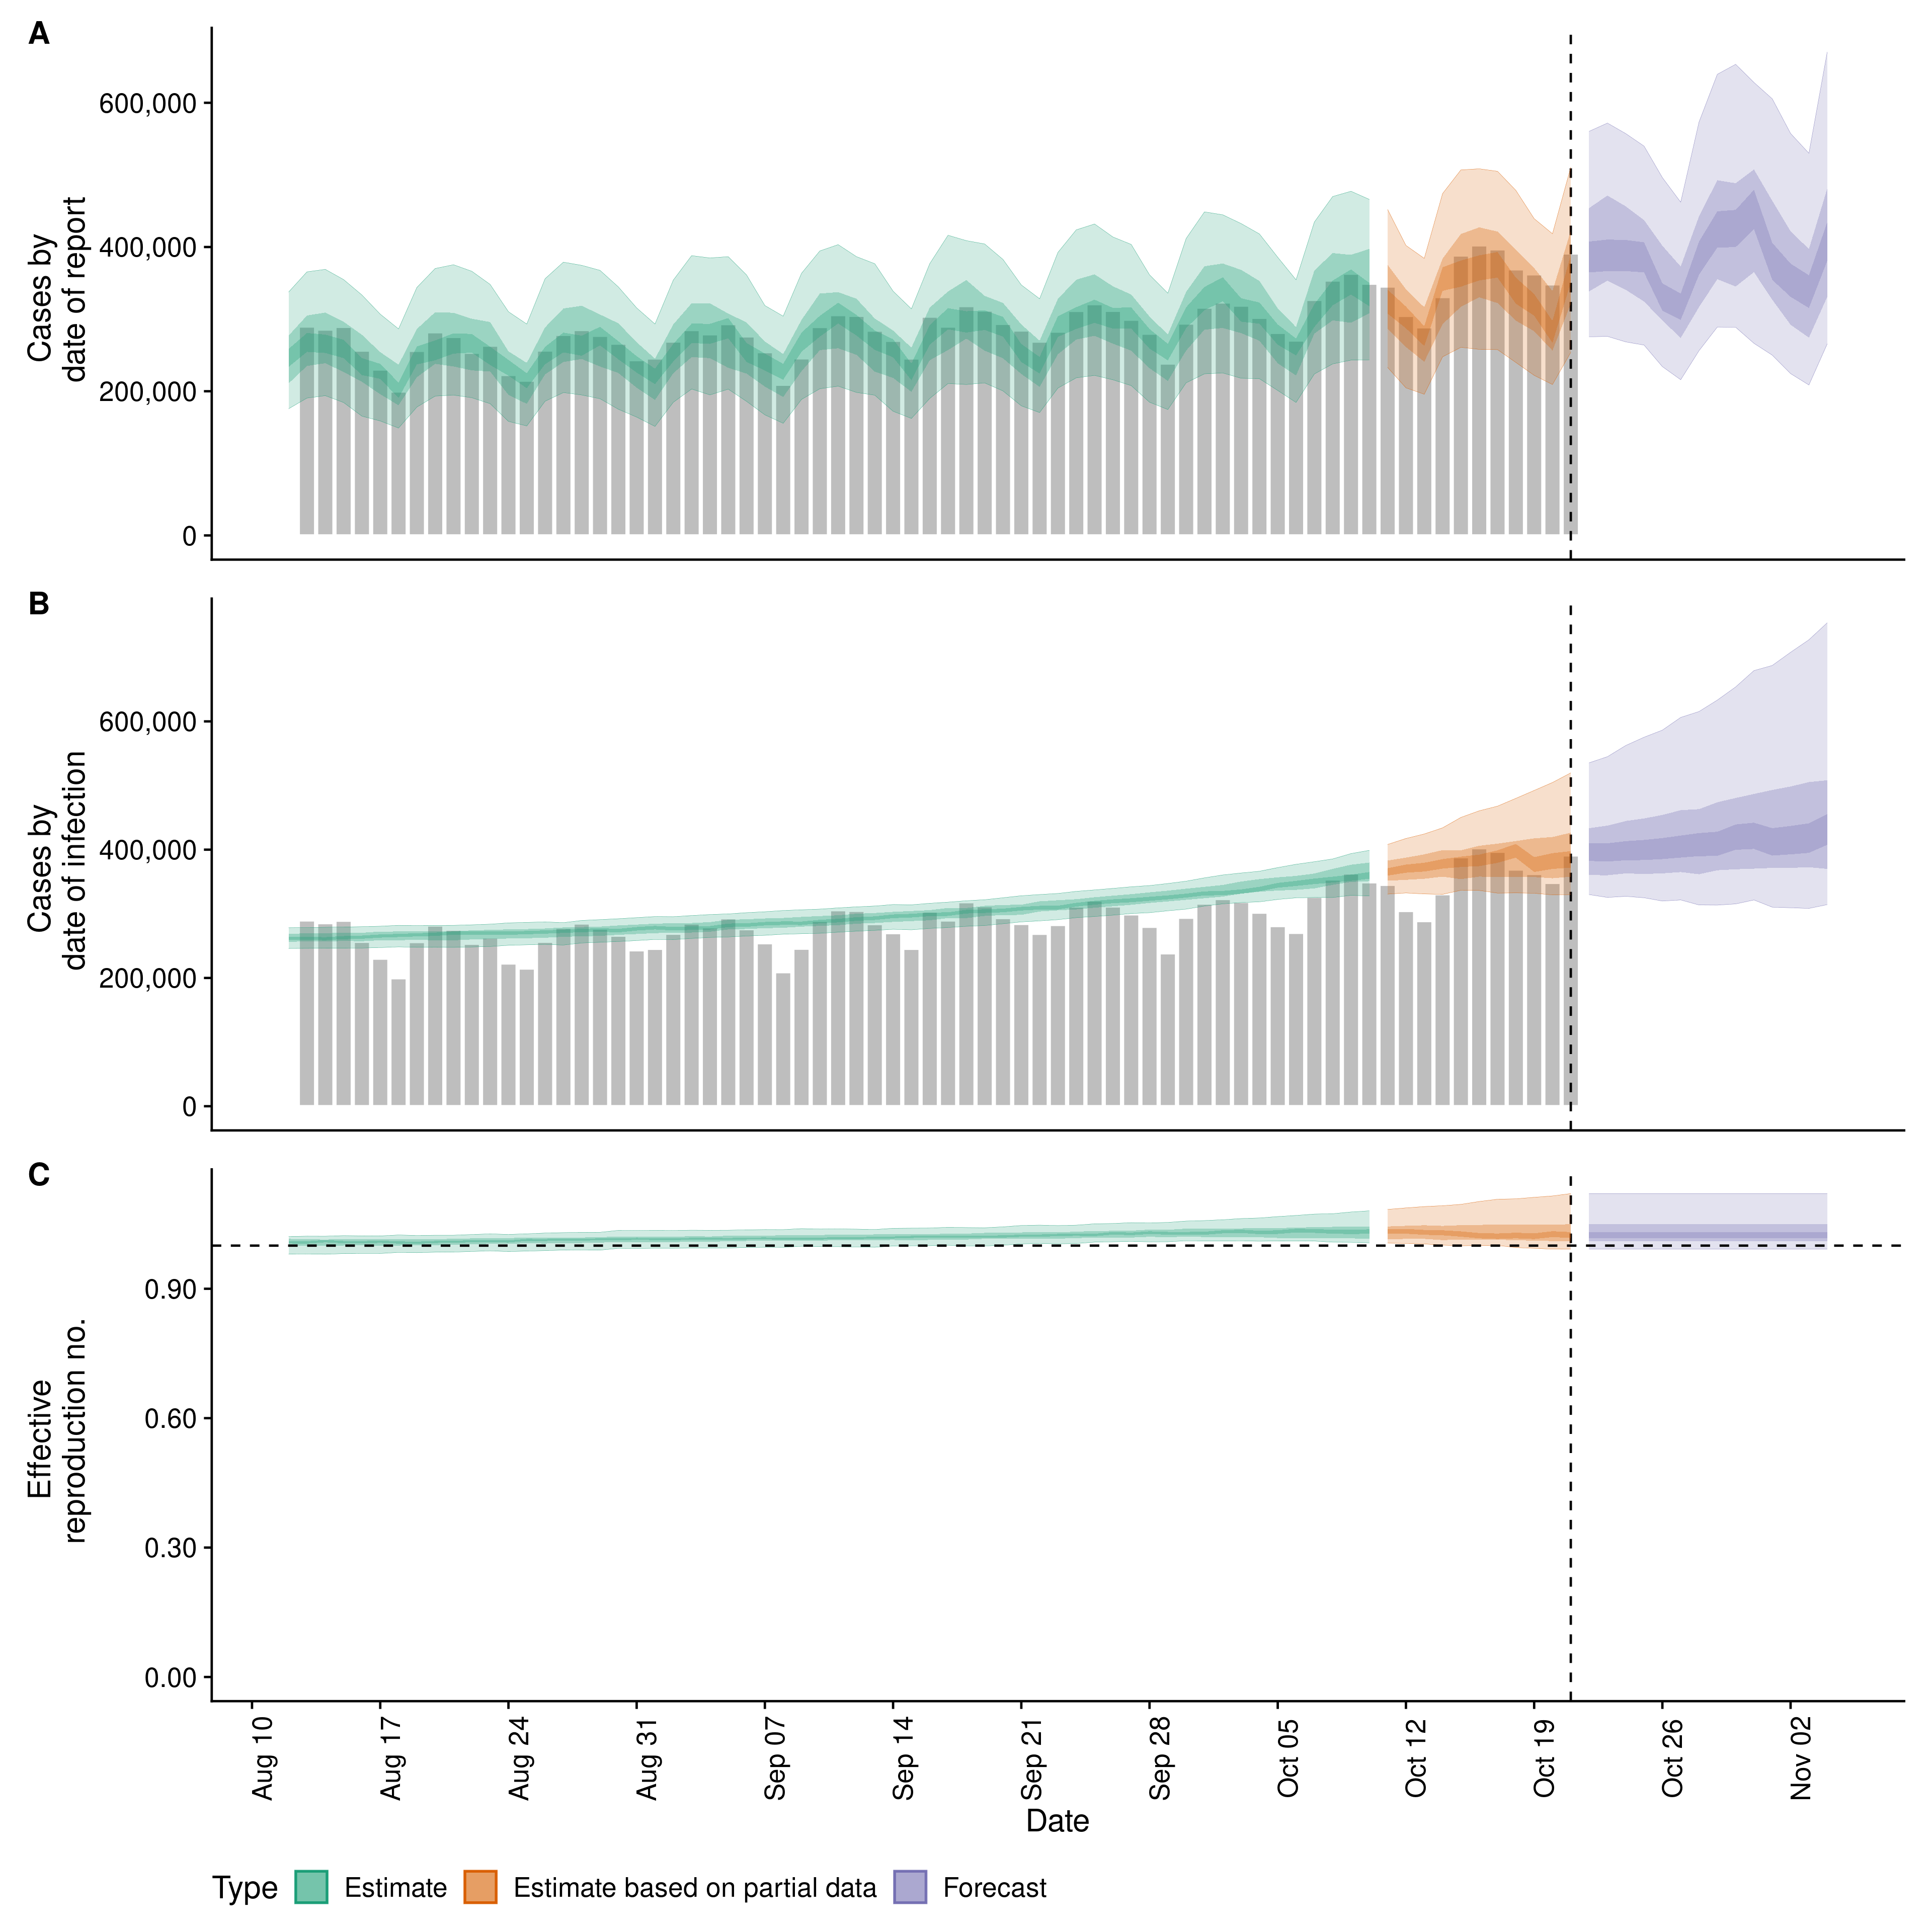 A
Cases by
date of report
600,000
400,000
200,000
0
B
Cases by
date of infection
600,000
400,000
200,000
0
C
Effective
reproduction no.
0.90
0.60
0.30
0.00
Aug 10
Aug 17
Aug 24
Aug 31
Sep 07
Sep 14
Sep 21
Sep 28
Oct 05
Oct 12
Oct 19
Oct 26
Nov 02
Date
Type
Estimate
Estimate based on partial data
Forecast